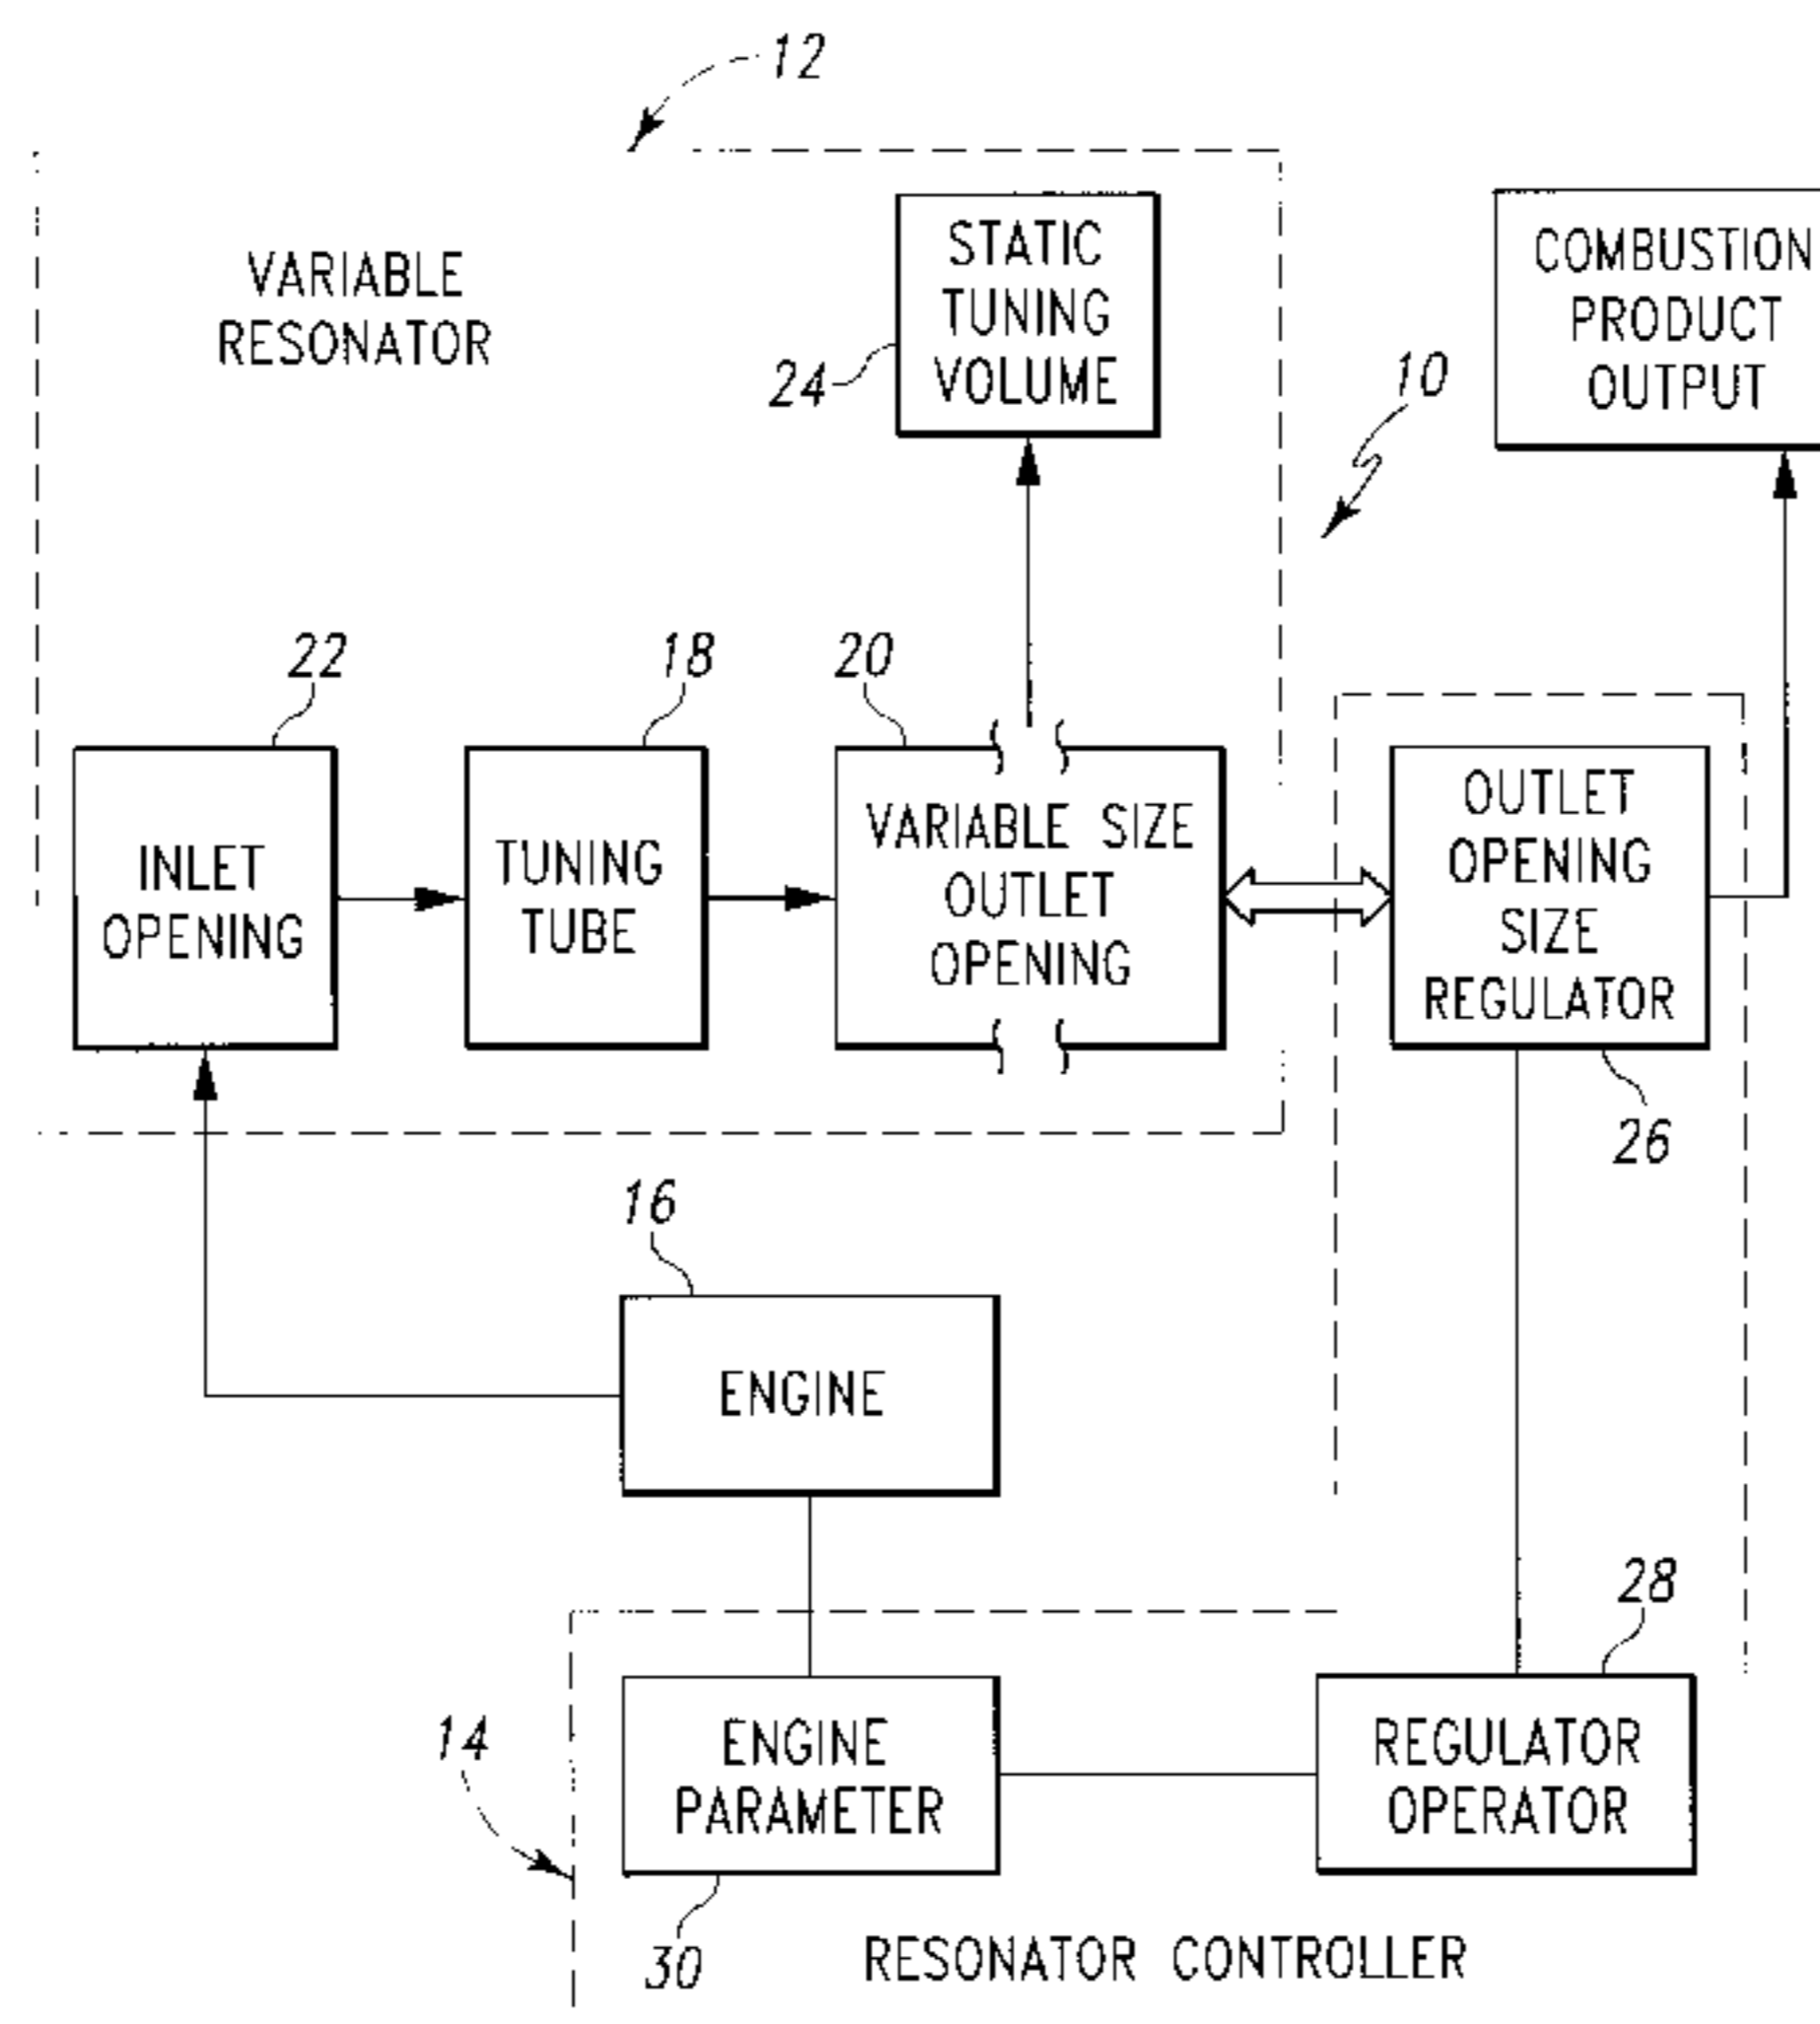 12
VARIABLE
RESONATOR
STATIC
TUNING
VOLUME
24
10
COMBUSTION
PRODUCT
OUTPUT
22
18
20
INLET
OPENING
TUNING
TUBE
VARIABLE SIZE
OUTLET
OPENING
OUTLET
OPENING
SIZE
REGULATOR
26
16
ENGINE
28
14
ENGINE
PARAMETER
REGULATOR
OPERATOR
30
RESONATOR CONTROLLER